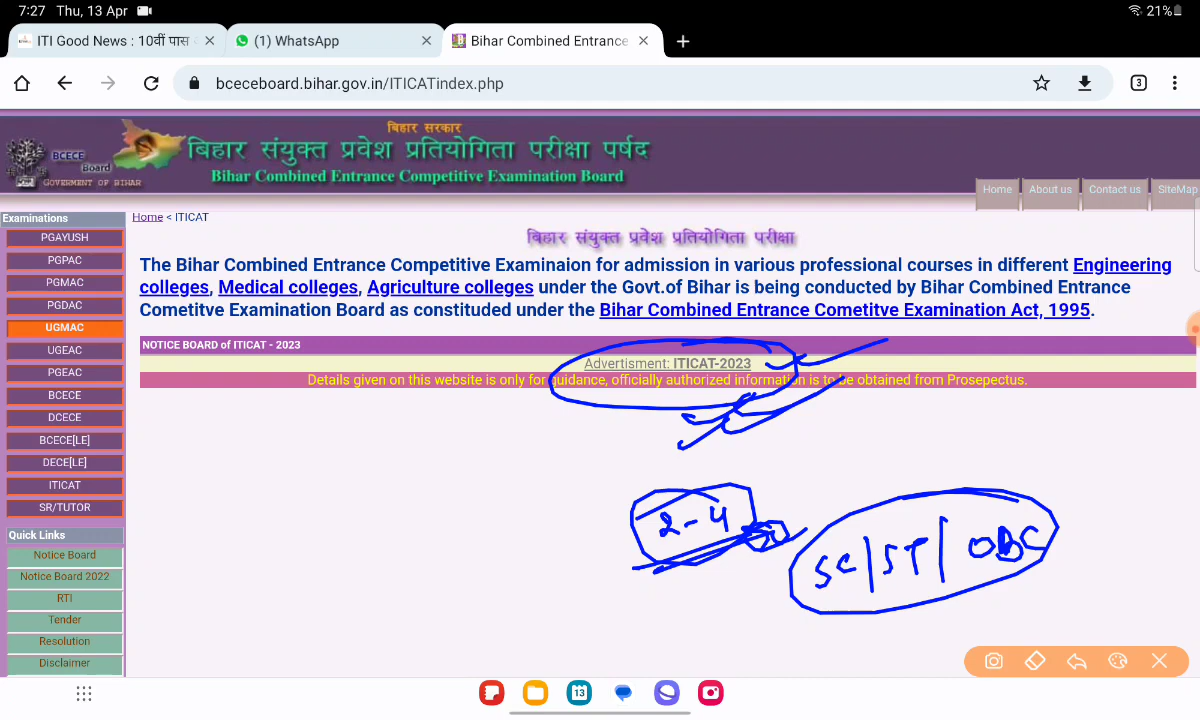 7:27 Thu, 13 Apr
21%
ITI Good News : 10वीं पास
(1) WhatsApp
Bihar Combined Entrance
bceceboard.bihar.gov.in/ITICATindex.php
3
बिहार सरकार
BCECE
Board
GOVERMENT OF BIHAR
बिहार संयुक्त प्रवेश प्रतियोगिता परीक्षा पर्षद
Bihar Combined Entrance Competitive Examination Board
Home
About us
Contact us
SiteMap
Examinations
PGAYUSH
PGPAC
PGMAC
PGDAC
UGMAC
UGEAC
PGEAC
BCECE
DCECE
BCECE[LE]
DECE[LE]
ITICAT
SR/TUTOR
Quick Links
Notice Board
Notice Board 2022
RTI
Tender
Resolution
Disclaimer
Home < ITICAT
बिहार संयुक्त प्रवेश प्रतियोगिता परीक्षा
The Bihar Combined Entrance Competitive Examinaion for admission in various professional courses in different Engineering
colleges, Medical colleges, Agriculture colleges under the Govt.of Bihar is being conducted by Bihar Combined Entrance
Cometitve Examination Board as constituted under the Bihar Combined Entrance Cometitve Examination Act, 1995.
NOTICE BOARD of ITICAT - 2023
Advertisment: ITICAT-2023
Details given on this website is only for guidance, officially authorized information is to be obtained from Prosepectus.
2-4
SC|ST|OBC
13